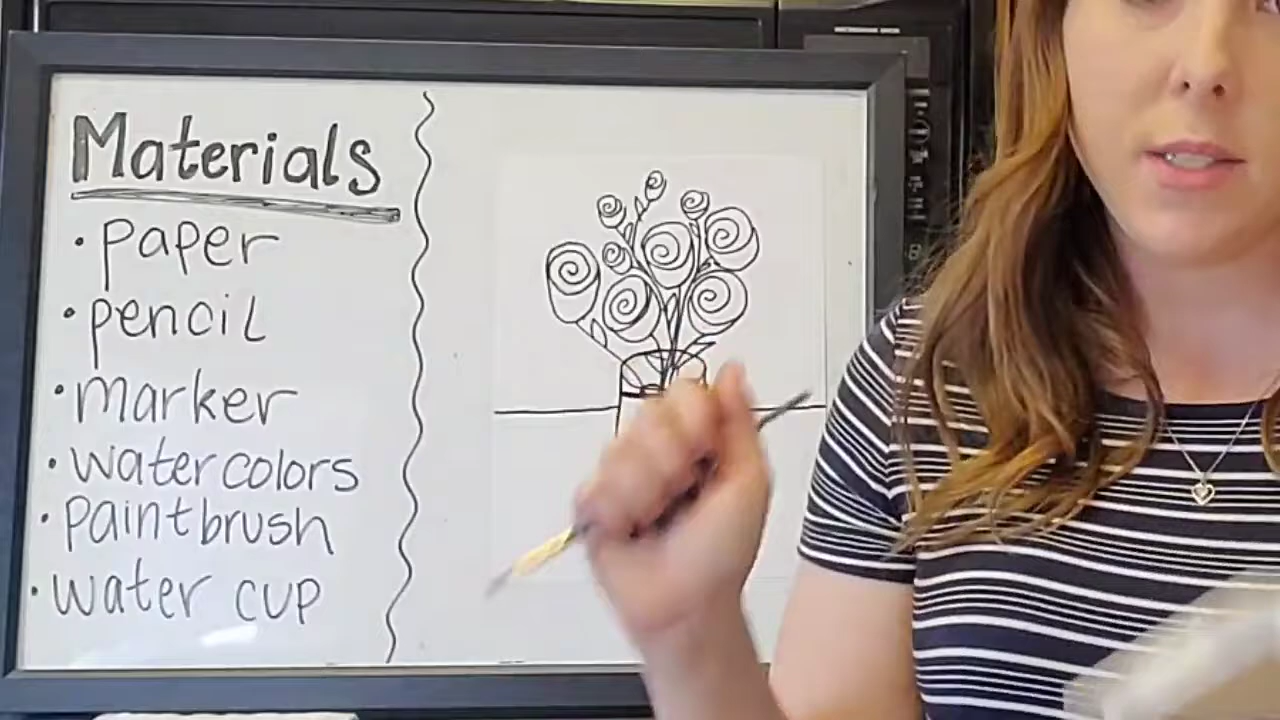 Materials
• paper
• pencil
• marker
• watercolors
• paintbrush
• water cup